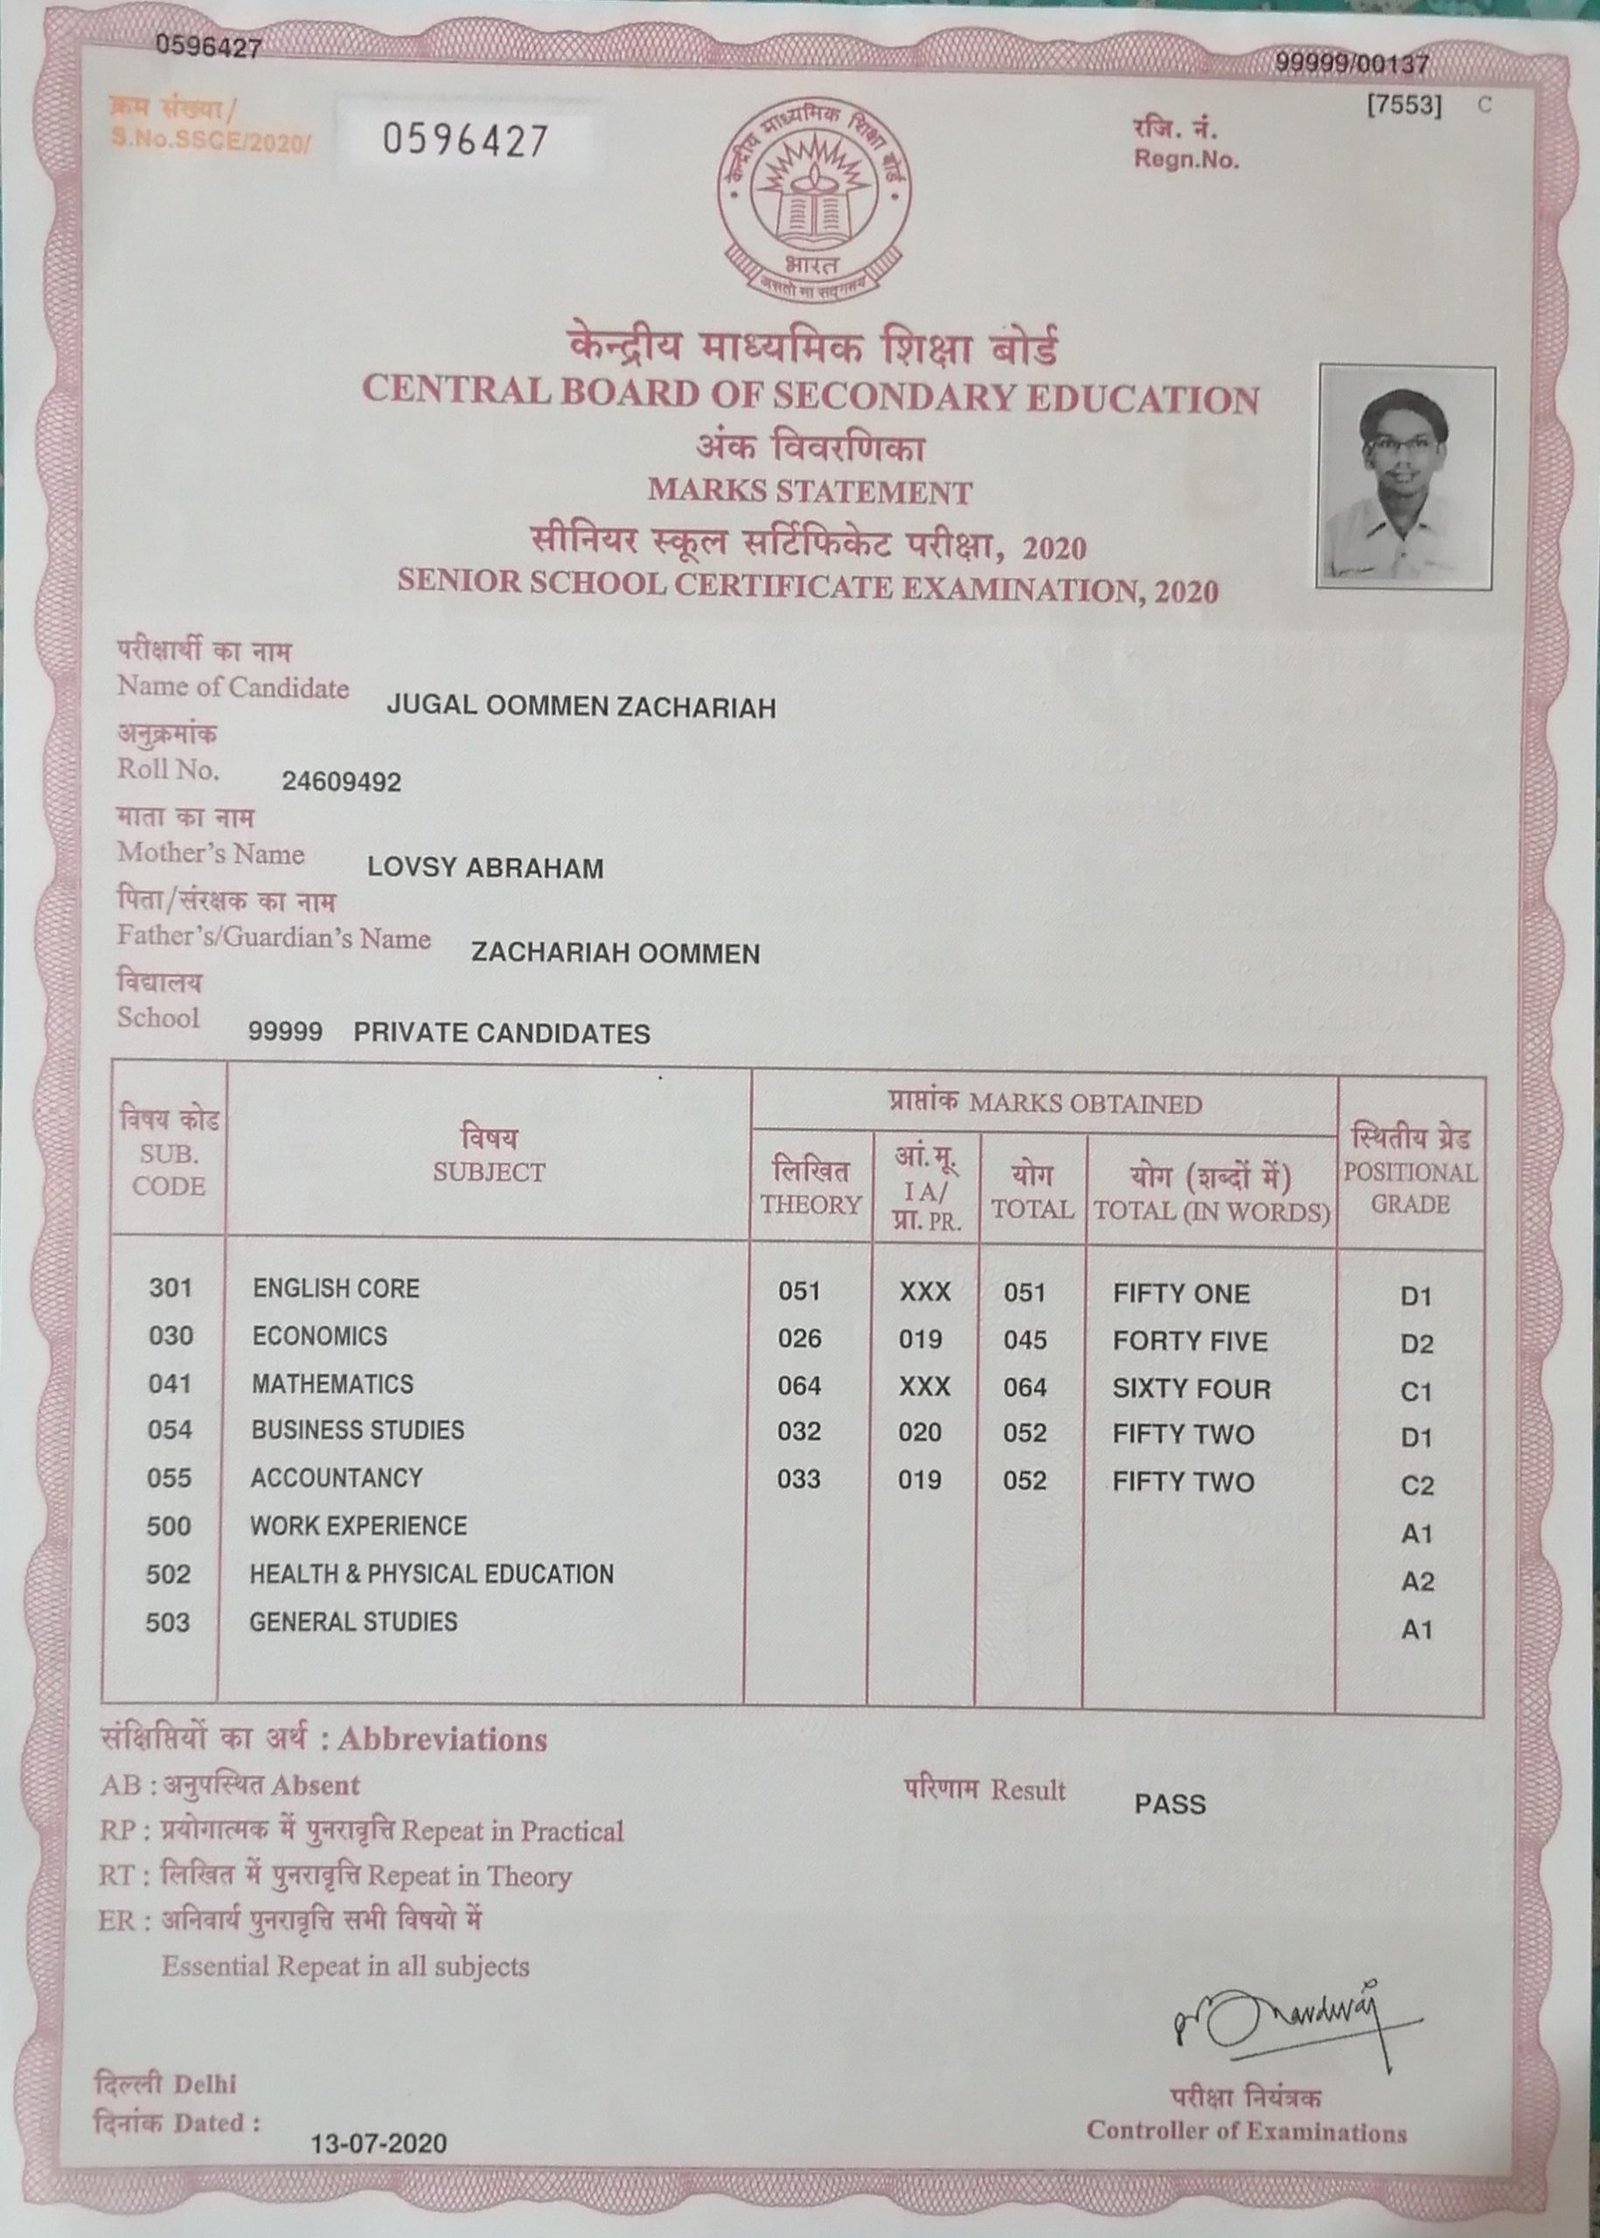 0596427
99999/00137
क्रम संख्या/
S.No.SSCE/2020/
0596427
रजि. नं.
Regn.No.
[7553] C
केन्द्रीय माध्यमिक शिक्षा बोर्ड
भारत
असतो मा सद्गमय
केन्द्रीय माध्यमिक शिक्षा बोर्ड
CENTRAL BOARD OF SECONDARY EDUCATION
अंक विवरणिका
MARKS STATEMENT
सीनियर स्कूल सर्टिफिकेट परीक्षा, 2020
SENIOR SCHOOL CERTIFICATE EXAMINATION, 2020
परीक्षार्थी का नाम
Name of Candidate JUGAL OOMMEN ZACHARIAH
अनुक्रमांक
Roll No. 24609492
माता का नाम
Mother's Name LOVSY ABRAHAM
पिता/संरक्षक का नाम
Father's/Guardian's Name ZACHARIAH OOMMEN
विद्यालय
School 99999 PRIVATE CANDIDATES
विषय कोड
SUB.
CODE
विषय
SUBJECT
प्राप्तांक MARKS OBTAINED
लिखित
THEORY
आं.मू.
I A/
प्रा. PR.
योग
TOTAL
योग (शब्दों में)
TOTAL (IN WORDS)
स्थितीय ग्रेड
POSITIONAL
GRADE
301 ENGLISH CORE 051 XXX 051 FIFTY ONE D1
030 ECONOMICS 026 019 045 FORTY FIVE D2
041 MATHEMATICS 064 XXX 064 SIXTY FOUR C1
054 BUSINESS STUDIES 032 020 052 FIFTY TWO D1
055 ACCOUNTANCY 033 019 052 FIFTY TWO C2
500 WORK EXPERIENCE A1
502 HEALTH & PHYSICAL EDUCATION A2
503 GENERAL STUDIES A1
संक्षिप्तियों का अर्थ : Abbreviations
AB : अनुपस्थित Absent
परिणाम Result PASS
RP : प्रयोगात्मक में पुनरावृत्ति Repeat in Practical
RT : लिखित में पुनरावृत्ति Repeat in Theory
ER : अनिवार्य पुनरावृत्ति सभी विषयो में
Essential Repeat in all subjects
दिल्ली Delhi
दिनांक Dated : 13-07-2020
परीक्षा नियंत्रक
Controller of Examinations